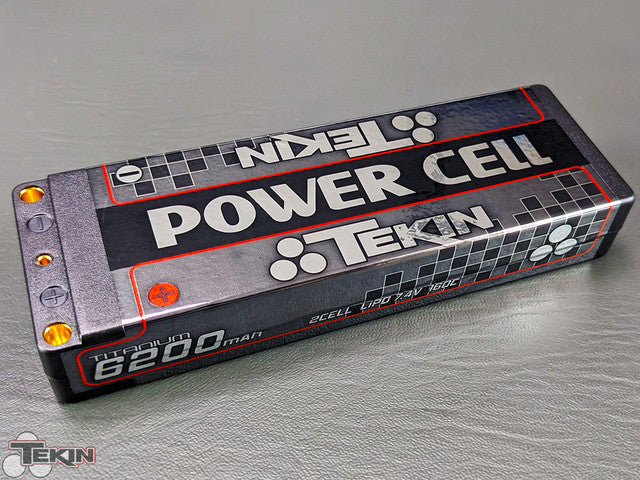 TEKIN
POWER CELL
TEKIN
TITANIUM
6200mAh
2CELL LIPO 7.4V 160C
TEKIN